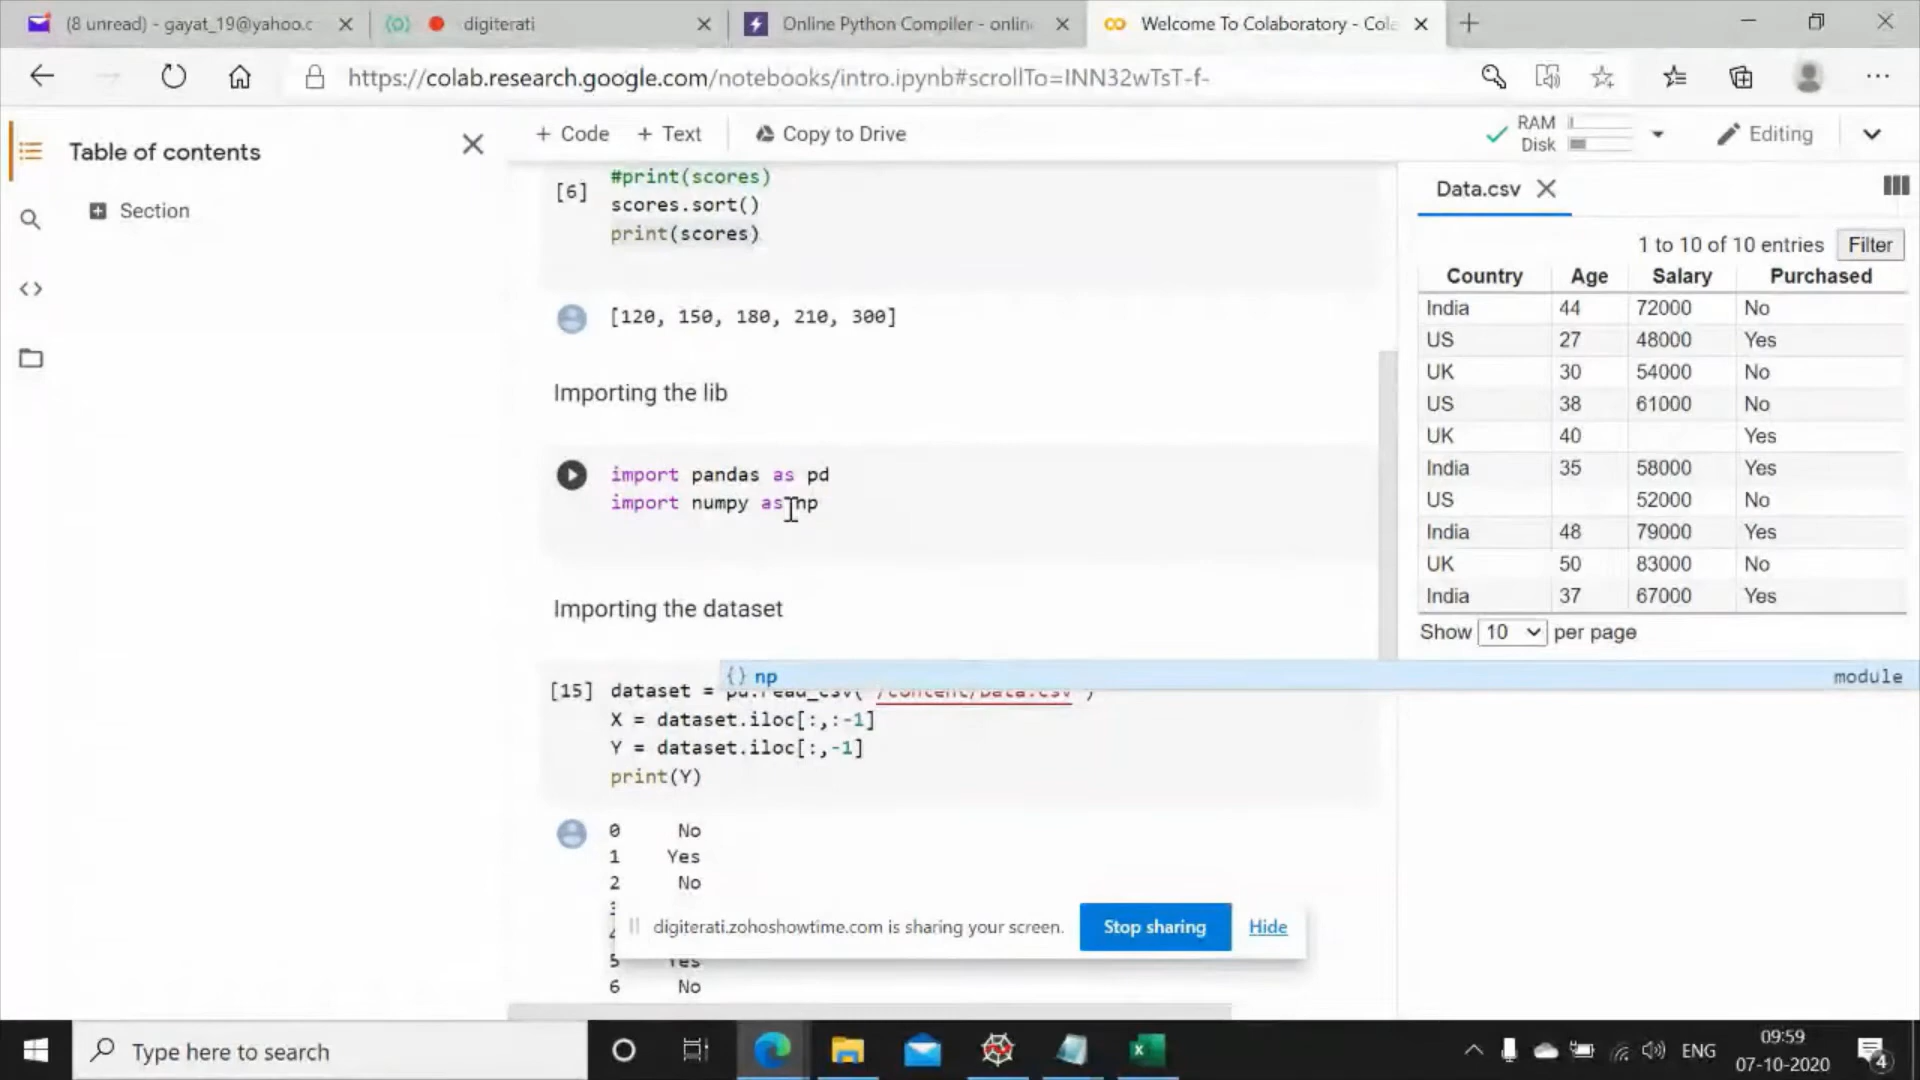 (8 unread) - gayat_19@yahoo.c
digiterati
Online Python Compiler - onlin
Welcome To Colaboratory - Cola
https://colab.research.google.com/notebooks/intro.ipynb#scrollTo=INN32wTsT-f-
Table of contents
Section
+ Code + Text Copy to Drive
RAM
Disk
Editing
[6] #print(scores)
scores.sort()
print(scores)
[120, 150, 180, 210, 300]
Importing the lib
import pandas as pd
import numpy as np
Importing the dataset
{} np module
[15] dataset = pd.read_csv('/content/Data.csv')
X = dataset.iloc[:,:-1]
Y = dataset.iloc[:,-1]
print(Y)
0 No
1 Yes
2 No
5 Yes
6 No
digiterati.zohoshowtime.com is sharing your screen. Stop sharing Hide
Data.csv
1 to 10 of 10 entries Filter
Country Age Salary Purchased
India 44 72000 No
US 27 48000 Yes
UK 30 54000 No
US 38 61000 No
UK 40 Yes
India 35 58000 Yes
US 52000 No
India 48 79000 Yes
UK 50 83000 No
India 37 67000 Yes
Show 10 per page
Type here to search
ENG
09:59
07-10-2020
4